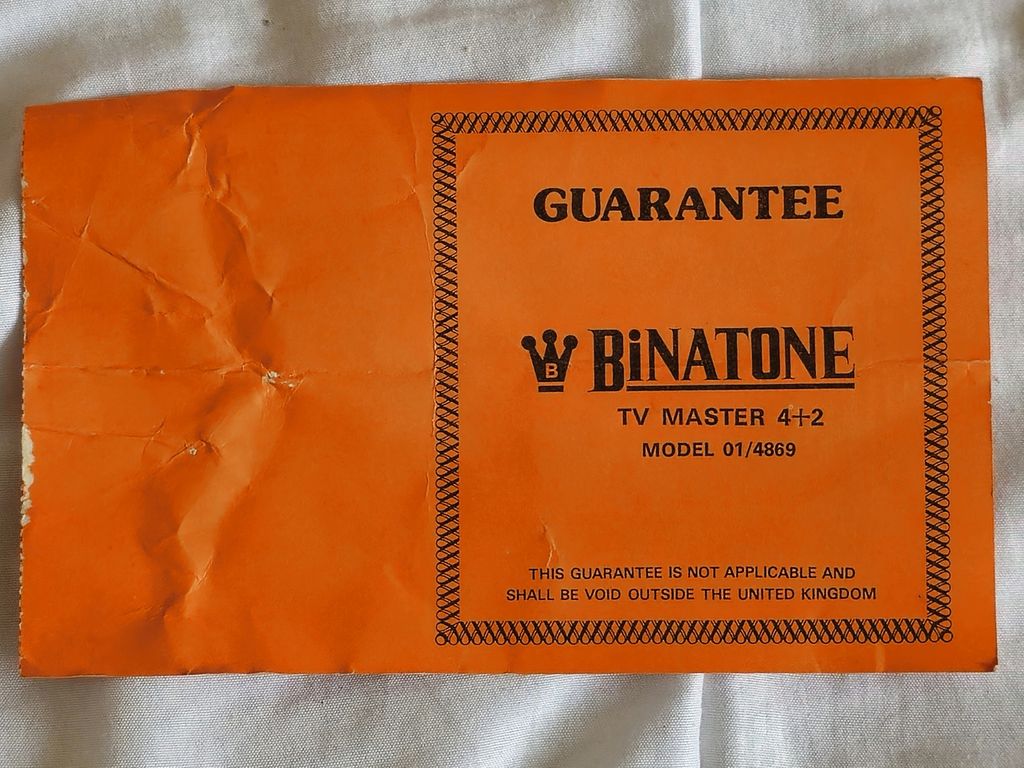 GUARANTEE
B BiNATONE
TV MASTER 4+2
MODEL 01/4869
THIS GUARANTEE IS NOT APPLICABLE AND
SHALL BE VOID OUTSIDE THE UNITED KINGDOM